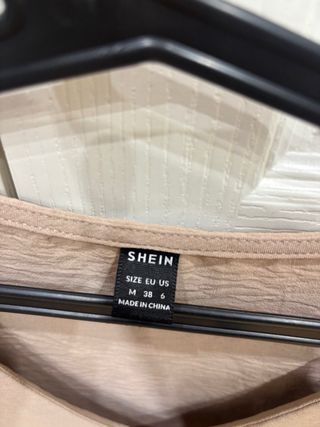 SHEIN
SIZE EU US
M 38 6
MADE IN CHINA